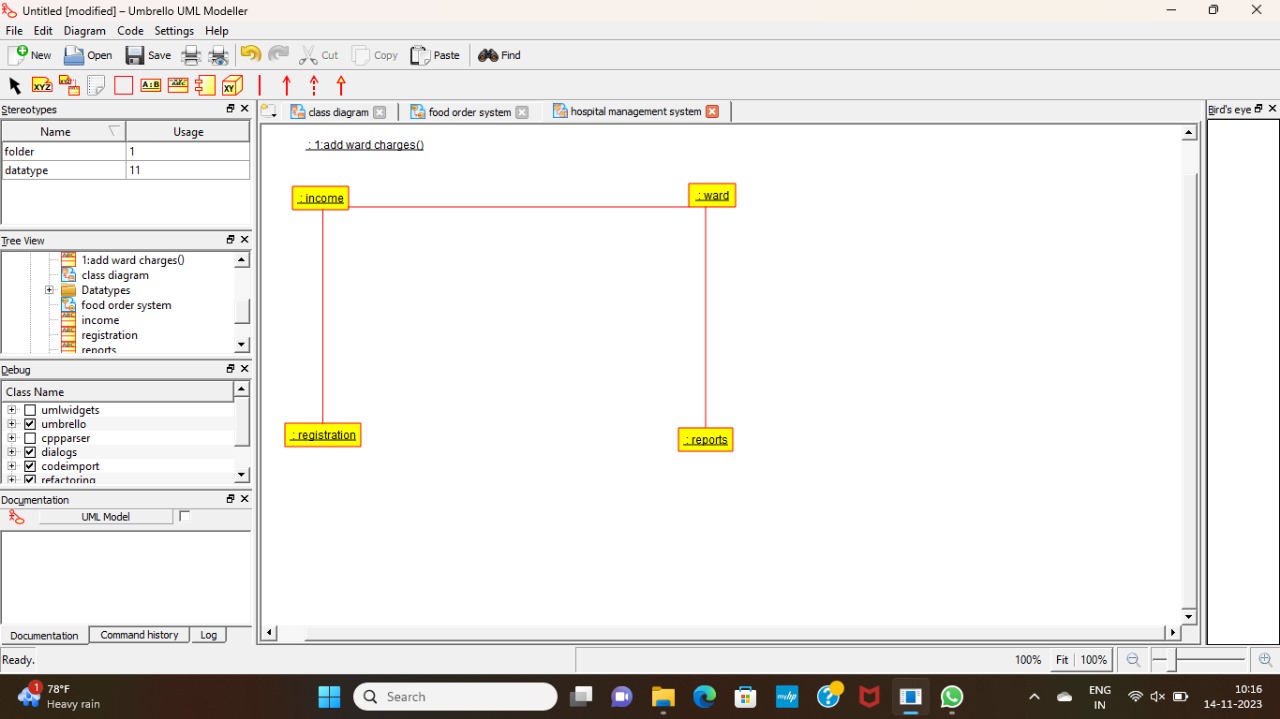 Untitled [modified] – Umbrello UML Modeller
File Edit Diagram Code Settings Help
New Open Save Cut Copy Paste Find
XYZ A:B ABC XY
Stereotypes
class diagram food order system hospital management system
Bird's eye
Name Usage
folder 1
datatype 11
: 1:add ward charges()
: income
: ward
: registration
: reports
Tree View
1:add ward charges()
class diagram
Datatypes
food order system
income
registration
reports
Debug
Class Name
umlwidgets
umbrello
cppparser
dialogs
codeimport
refactoring
Documentation
UML Model
Documentation Command history Log
Ready.
100% Fit 100%
1
78°F
Heavy rain
Search
myhp
ENG
IN
10:16
14-11-2023